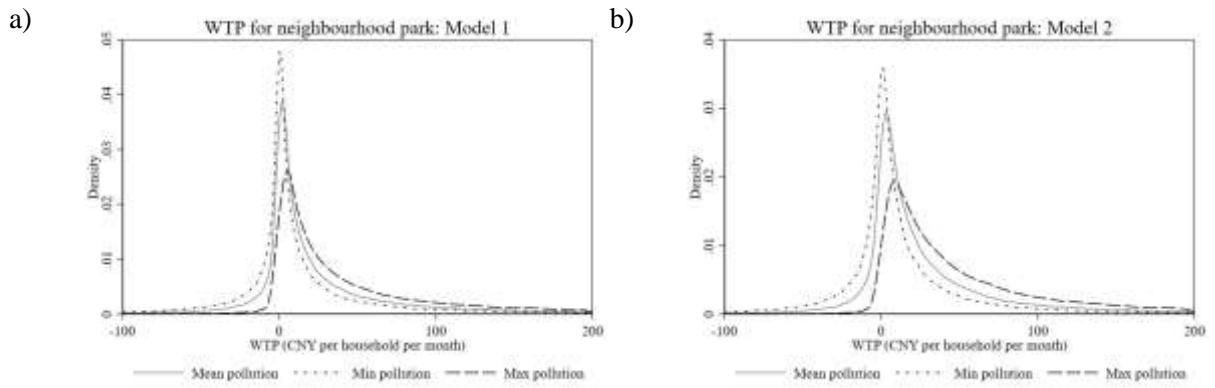 a)
WTP for neighbourhood park: Model 1
Density
.05
.04
.03
.02
.01
0
-100
0
100
200
WTP (CNY per household per month)
Mean pollution
Min pollution
Max pollution
b)
WTP for neighbourhood park: Model 2
Density
.04
.03
.02
.01
0
-100
0
100
200
WTP (CNY per household per month)
Mean pollution
Min pollution
Max pollution